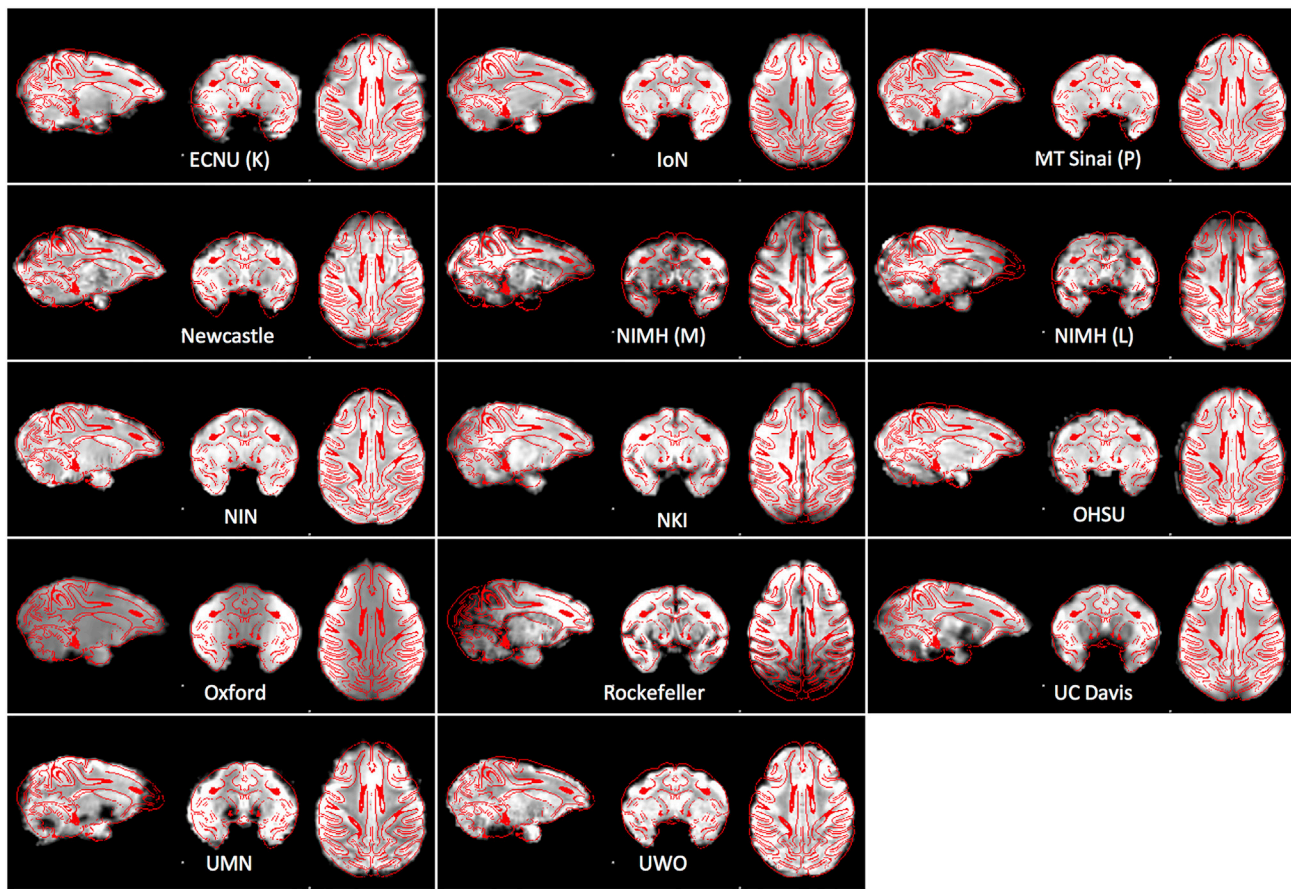 ECNU (K)
IoN
MT Sinai (P)
Newcastle
NIMH (M)
NIMH (L)
NIN
NKI
OHSU
Oxford
Rockefeller
UC Davis
UMN
UWO